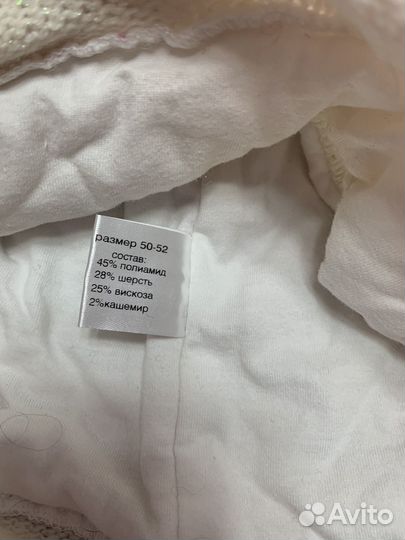 размер 50-52
состав:
45% полиамид
28% шерсть
25% вискоза
2%кашемир
Avito